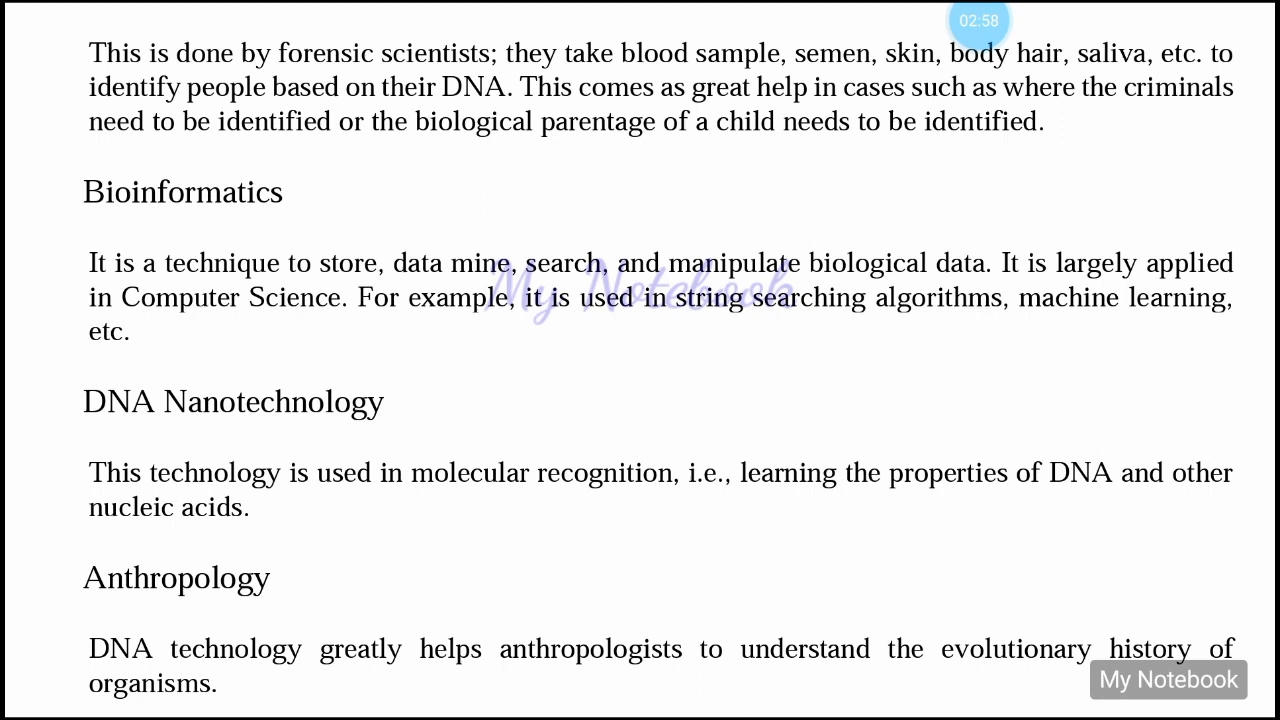 02:58
This is done by forensic scientists; they take blood sample, semen, skin, body hair, saliva, etc. to
identify people based on their DNA. This comes as great help in cases such as where the criminals
need to be identified or the biological parentage of a child needs to be identified.
Bioinformatics
It is a technique to store, data mine, search, and manipulate biological data. It is largely applied
in Computer Science. For example, it is used in string searching algorithms, machine learning,
etc.
My Notebook
DNA Nanotechnology
This technology is used in molecular recognition, i.e., learning the properties of DNA and other
nucleic acids.
Anthropology
DNA technology greatly helps anthropologists to understand the evolutionary history of
organisms.
My Notebook